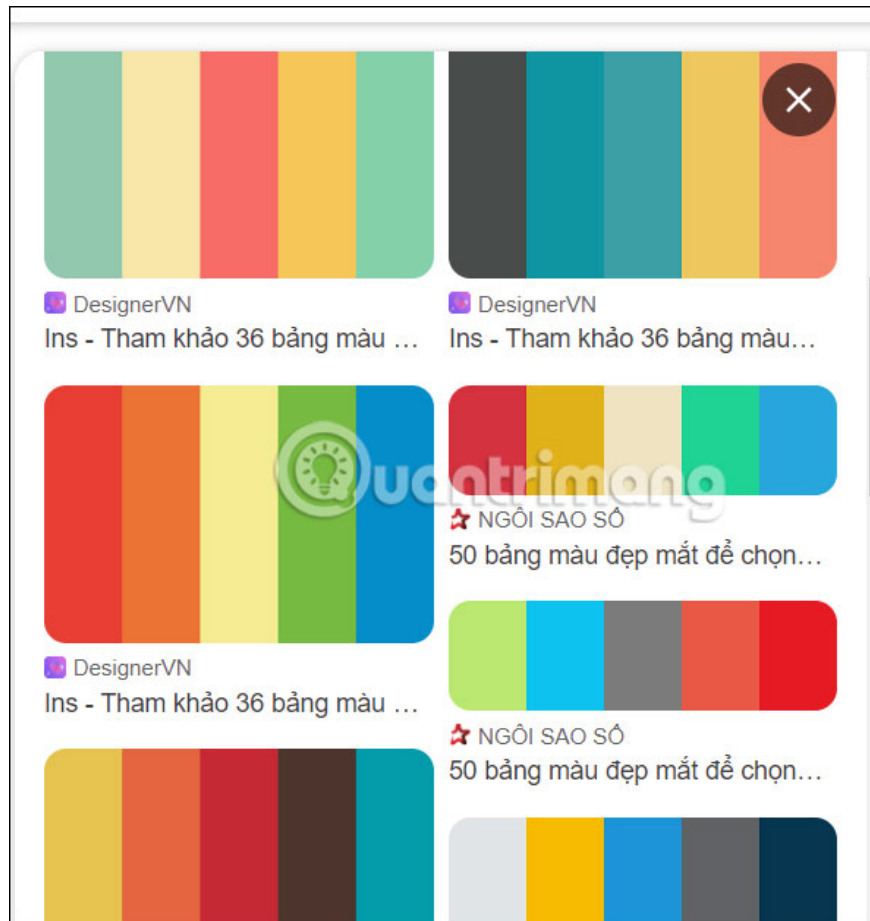 DesignerVN
Ins - Tham khảo 36 bảng màu ...
DesignerVN
Ins - Tham khảo 36 bảng màu...
Quantrimang
DesignerVN
Ins - Tham khảo 36 bảng màu ...
NGÔI SAO SỐ
50 bảng màu đẹp mắt để chọn...
NGÔI SAO SỐ
50 bảng màu đẹp mắt để chọn...